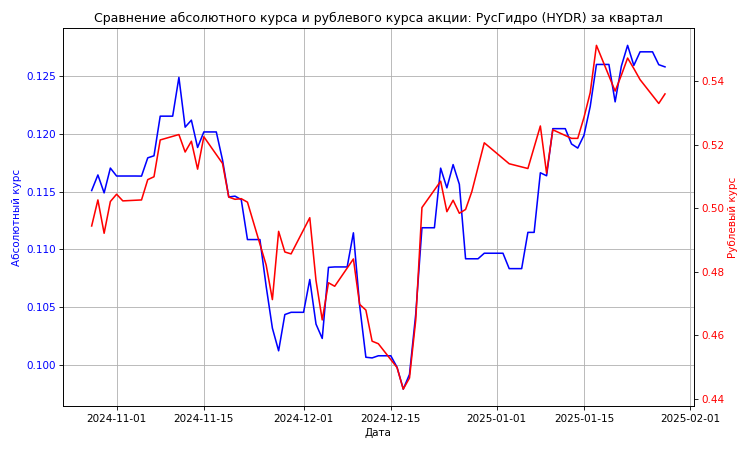 Сравнение абсолютного курса и рублевого курса акции: РусГидро (HYDR) за квартал
Абсолютный курс
0.125
0.120
0.115
0.110
0.105
0.100
0.54
0.52
0.50
0.48
0.46
0.44
Рублевый курс
2024-11-01 2024-11-15 2024-12-01 2024-12-15 2025-01-01 2025-01-15 2025-02-01
Дата